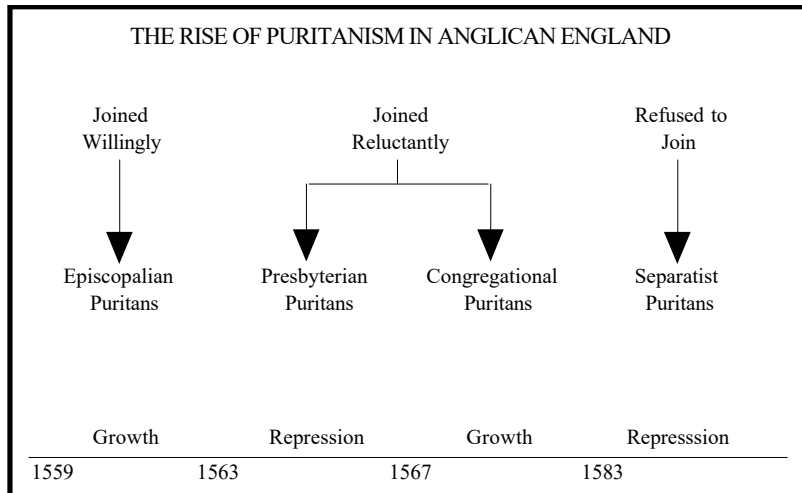 THE RISE OF PURITANISM IN ANGLICAN ENGLAND
Joined
Willingly
Joined
Reluctantly
Refused to
Join
Episcopalian
Puritans
Presbyterian
Puritans
Congregational
Puritans
Separatist
Puritans
Growth Repression Growth Represssion
1559 1563 1567 1583